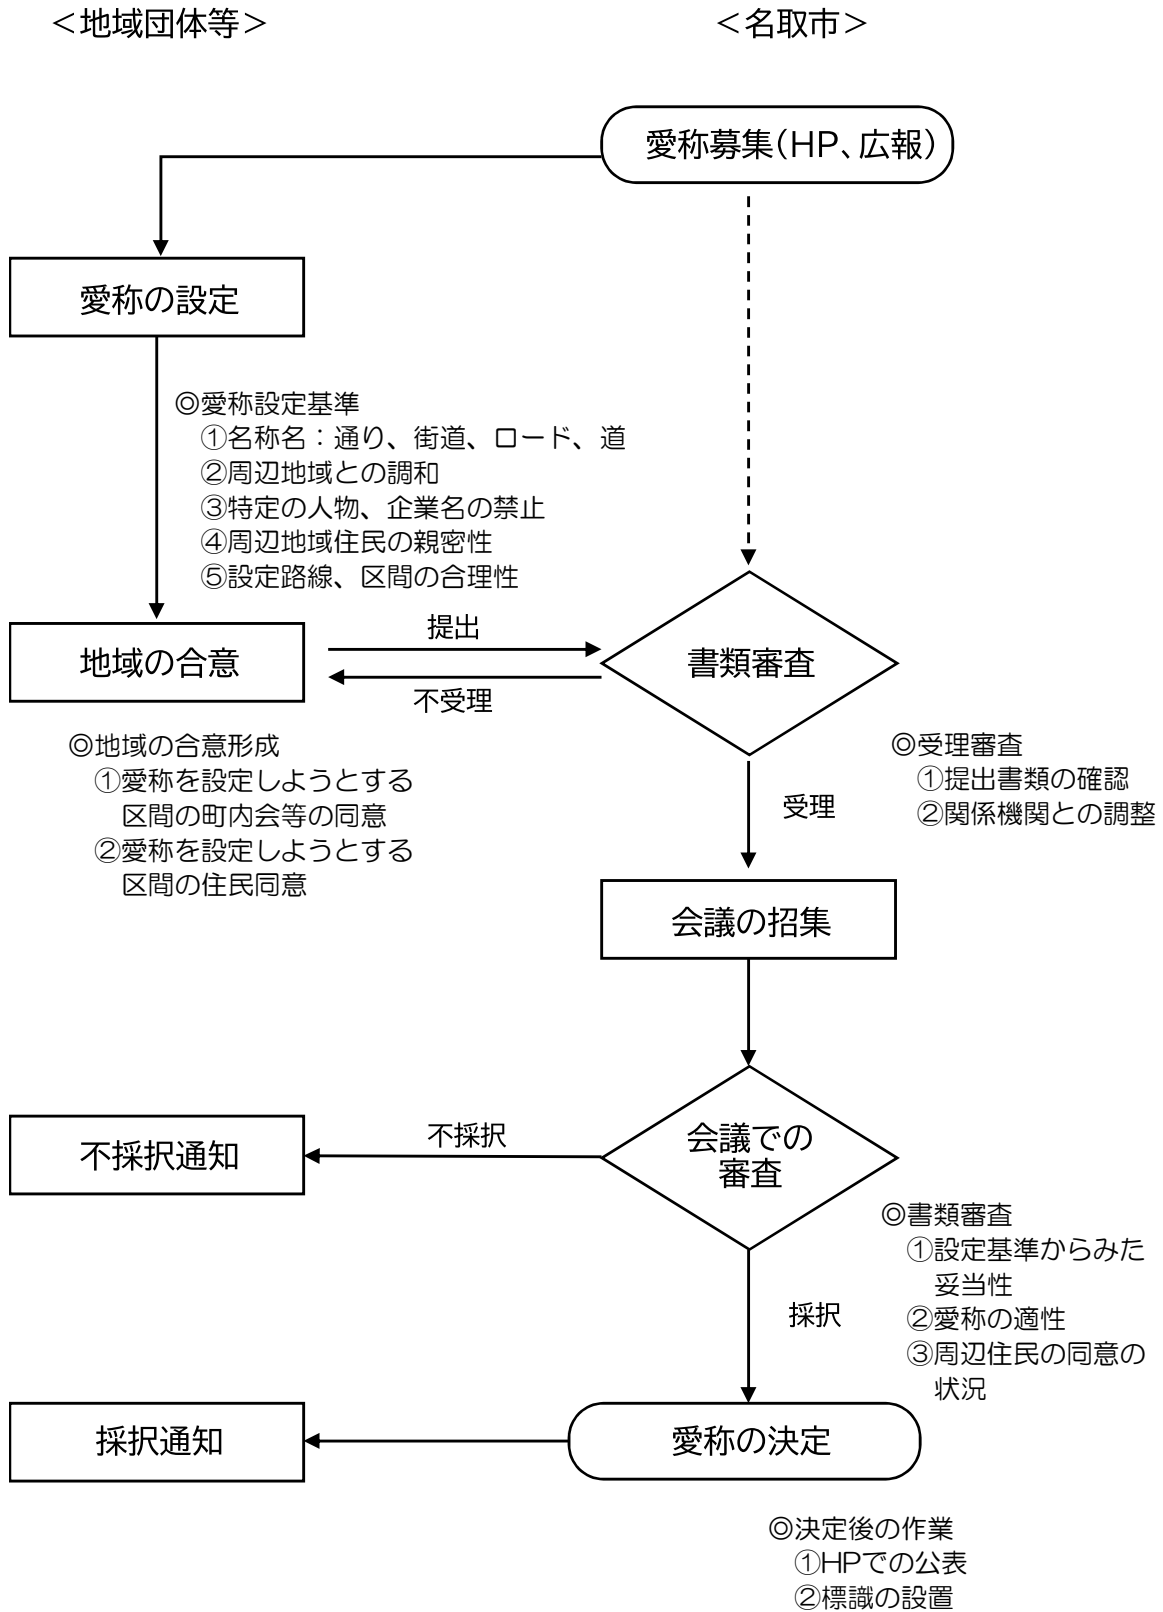 ＜地域団体等＞
＜名取市＞
愛称募集（HP、広報）
愛称の設定
◎愛称設定基準
①名称名：通り、街道、ロード、道
②周辺地域との調和
③特定の人物、企業名の禁止
④周辺地域住民の親密性
⑤設定路線、区間の合理性
地域の合意
提出
不受理
書類審査
◎地域の合意形成
①愛称を設定しようとする
区間の町内会等の同意
②愛称を設定しようとする
区間の住民同意
◎受理審査
①提出書類の確認
②関係機関との調整
受理
会議の招集
会議での
審査
不採択
不採択通知
◎書類審査
①設定基準からみた
妥当性
②愛称の適性
③周辺住民の同意の
状況
採択
愛称の決定
採択通知
◎決定後の作業
①HPでの公表
②標識の設置